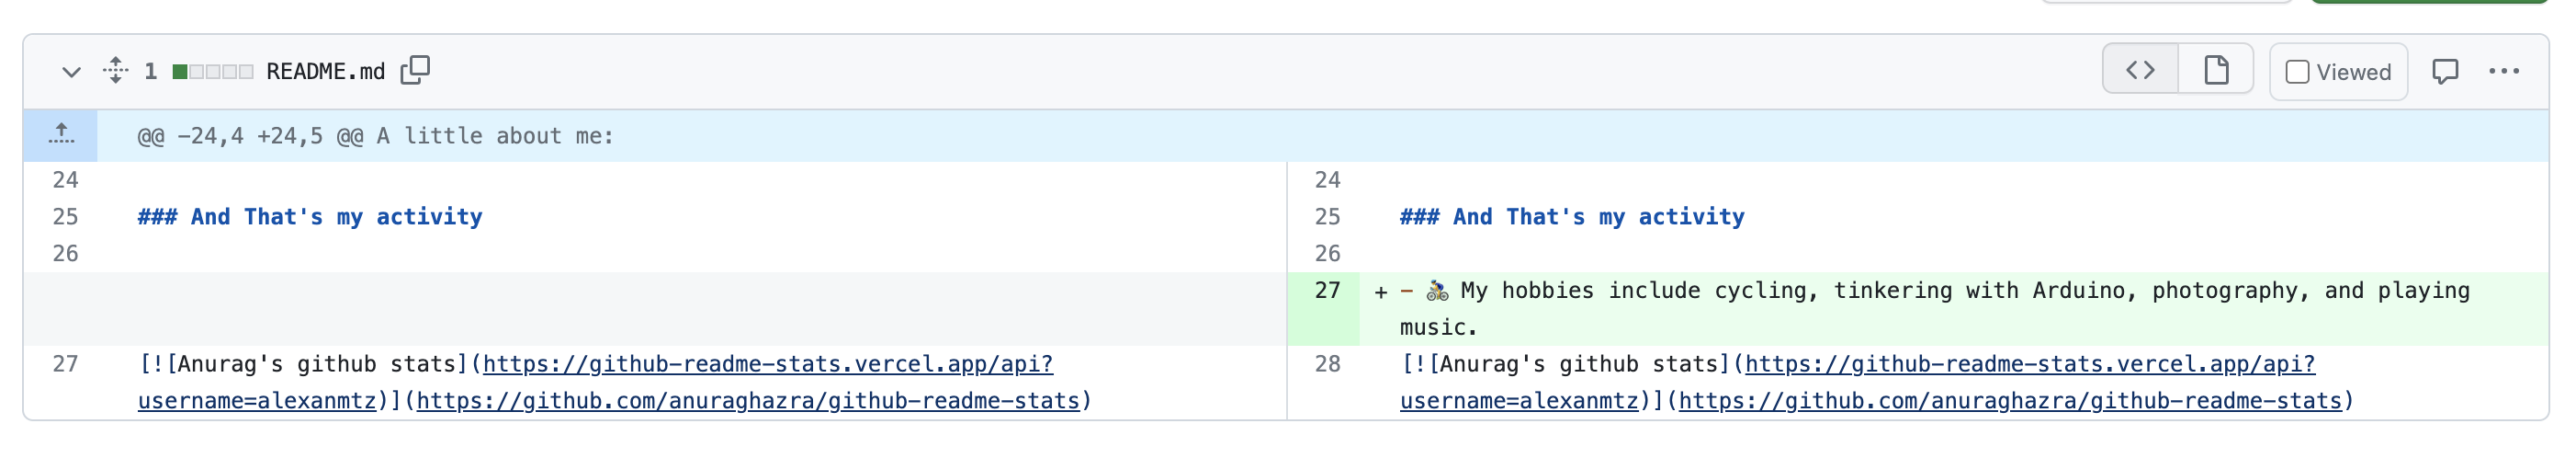 1 README.md
Viewed
@@ -24,4 +24,5 @@ A little about me:
24
25 ### And That's my activity
26
27 [![Anurag's github stats](https://github-readme-stats.vercel.app/api?
username=alexanmtz)](https://github.com/anuraghazra/github-readme-stats)
24
25 ### And That's my activity
26
27 + - 🚴 My hobbies include cycling, tinkering with Arduino, photography, and playing
music.
28 [![Anurag's github stats](https://github-readme-stats.vercel.app/api?
username=alexanmtz)](https://github.com/anuraghazra/github-readme-stats)